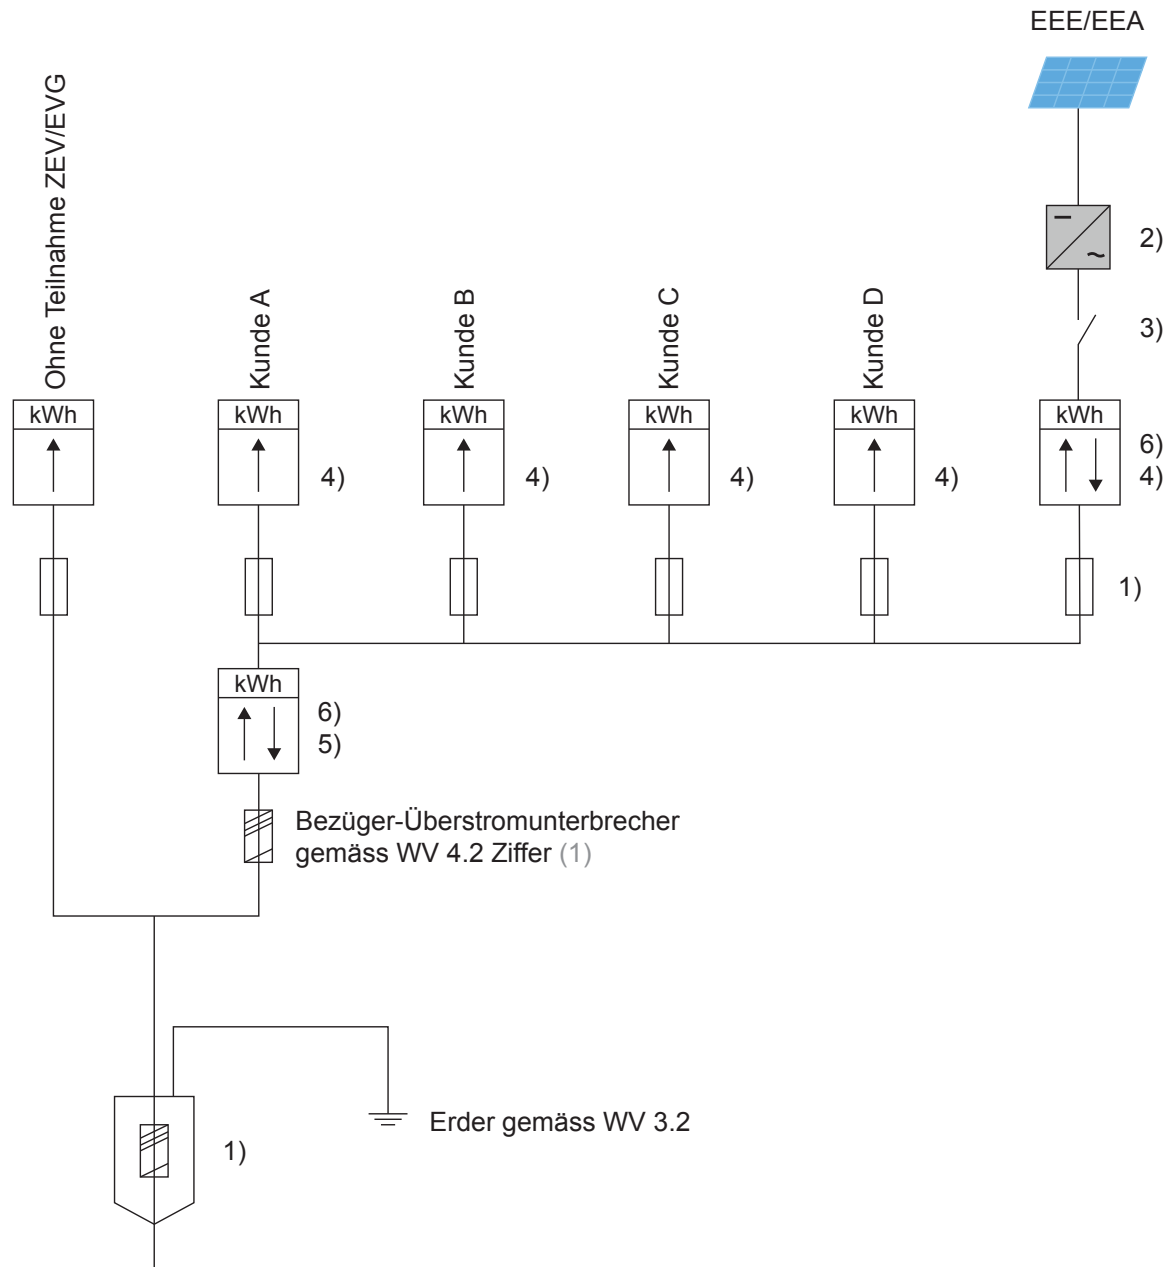 EEE/EEA
Ohne Teilnahme ZEV/EVG
2)
Kunde A
Kunde B
Kunde C
Kunde D
3)
kWh
kWh
kWh
kWh
kWh
kWh
6)
4)
4)
4)
4)
4)
1)
kWh
6)
5)
Bezüger-Überstromunterbrecher
gemäss WV 4.2 Ziffer (1)
Erder gemäss WV 3.2
1)